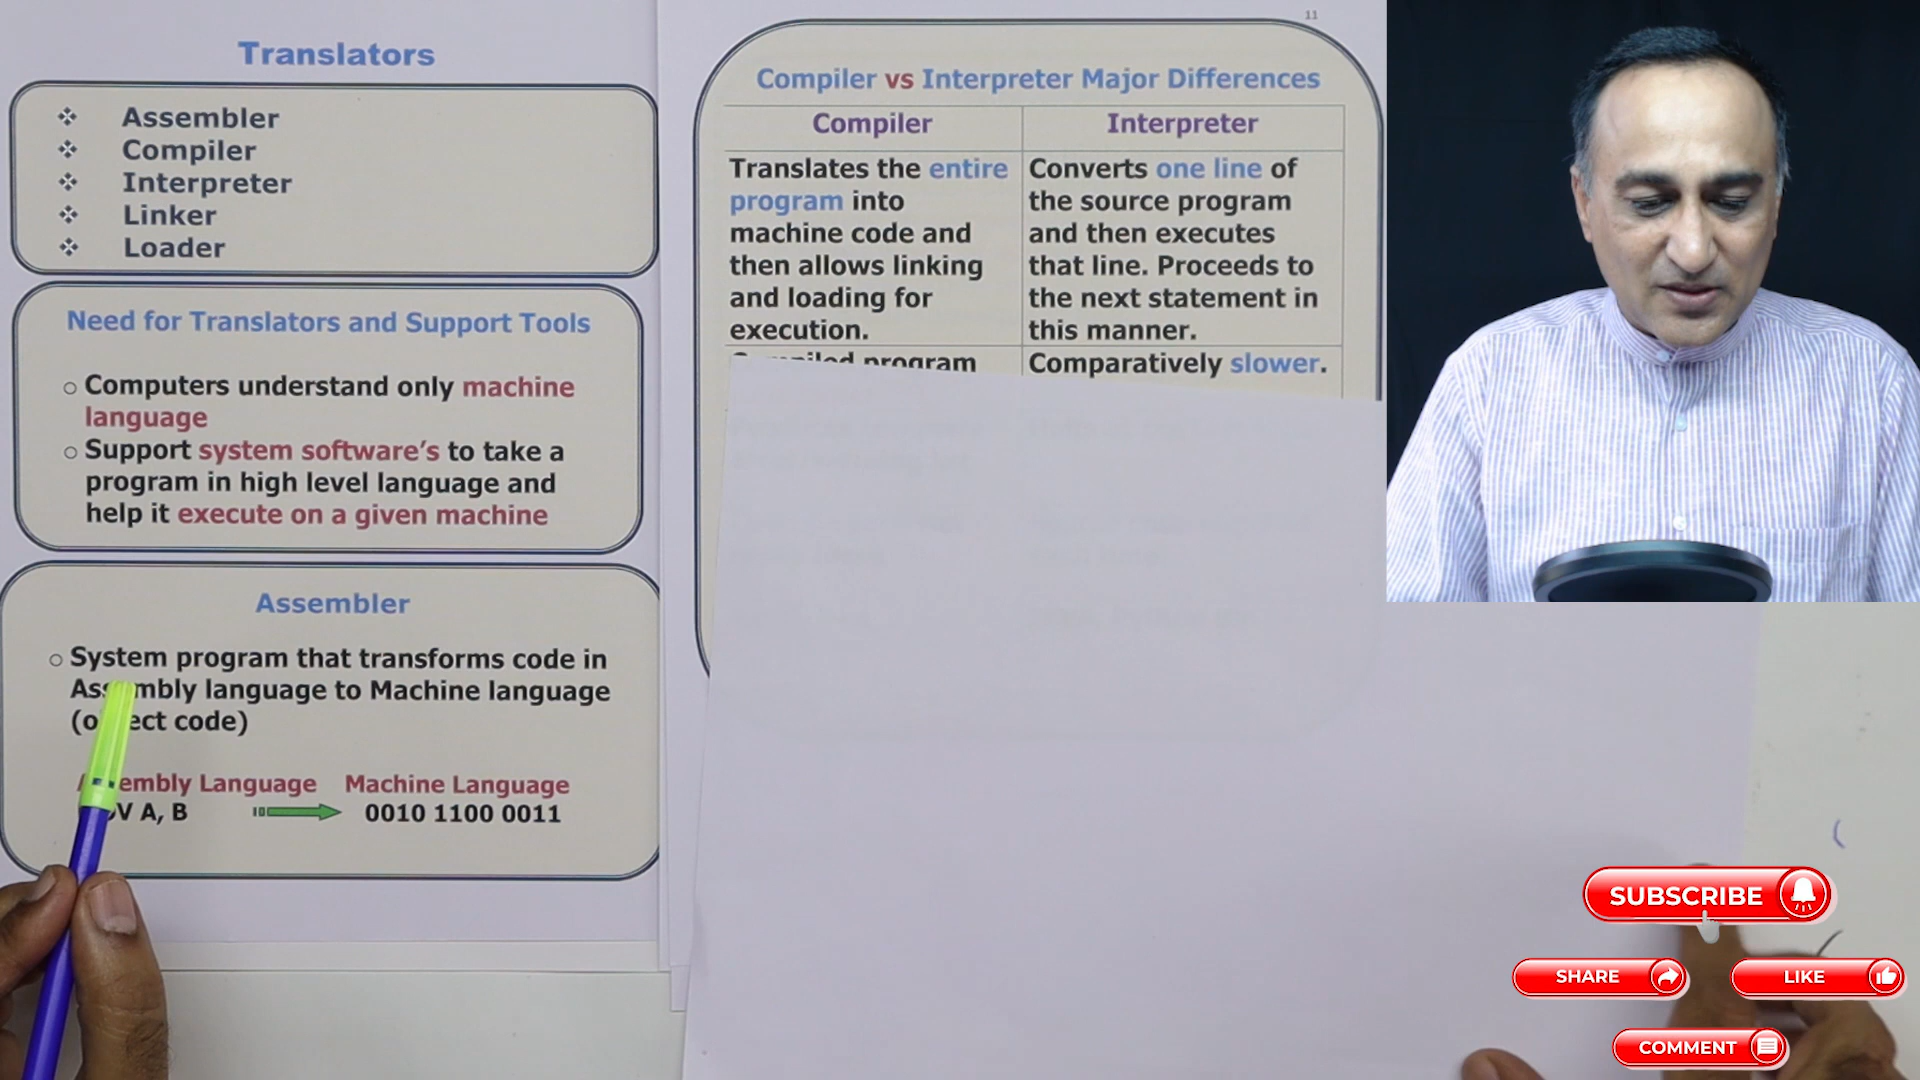 Translators
Assembler
Compiler
Interpreter
Linker
Loader
Need for Translators and Support Tools
Computers understand only machine
language
Support system software's to take a
program in high level language and
help it execute on a given machine
Assembler
System program that transforms code in
Assembly language to Machine language
(object code)
Language Machine Language
A, B 0010 1100 0011
11
Compiler vs Interpreter Major Differences
Compiler Interpreter
Translates the entire
program into
machine code and
then allows linking
and loading for
execution.
Converts one line of
the source program
and then executes
that line. Proceeds to
the next statement in
this manner.
program
Comparatively slower.
SUBSCRIBE
SHARE LIKE
COMMENT